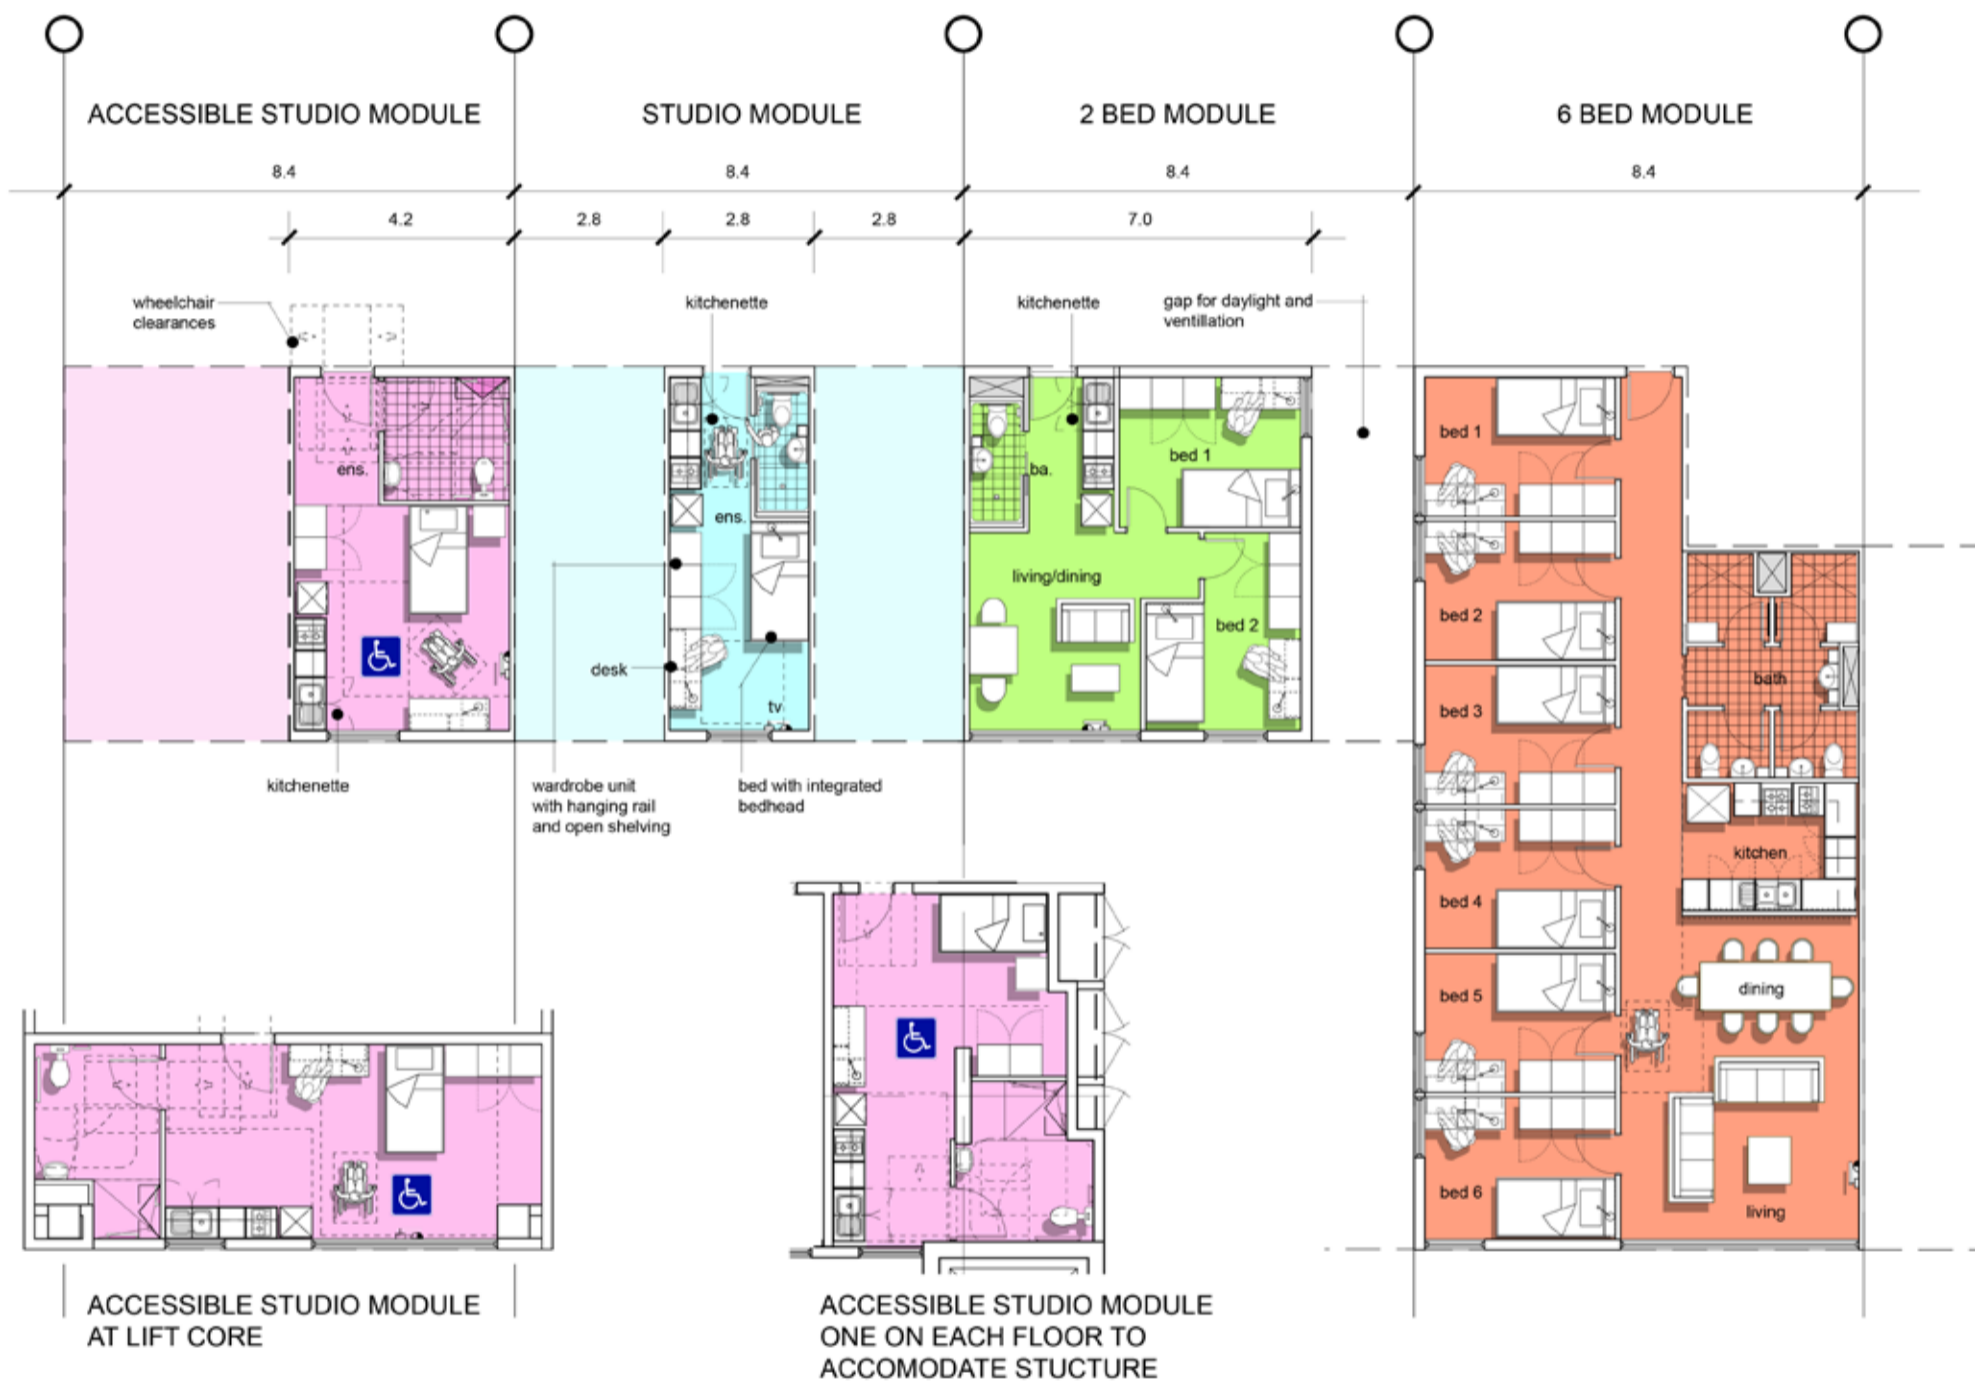 ACCESSIBLE STUDIO MODULE
STUDIO MODULE
2 BED MODULE
6 BED MODULE
8.4
8.4
8.4
8.4
4.2
2.8
2.8
2.8
7.0
wheelchair
clearances
kitchenette
kitchenette
gap for daylight and
ventillation
ens.
ens.
desk
tv
kitchenette
wardrobe unit
with hanging rail
and open shelving
bed with integrated
bedhead
ba.
bed 1
living/dining
bed 2
bed 1
bed 2
bed 3
bed 4
bed 5
bed 6
bath
kitchen
dining
living
ACCESSIBLE STUDIO MODULE
AT LIFT CORE
ACCESSIBLE STUDIO MODULE
ONE ON EACH FLOOR TO
ACCOMODATE STUCTURE